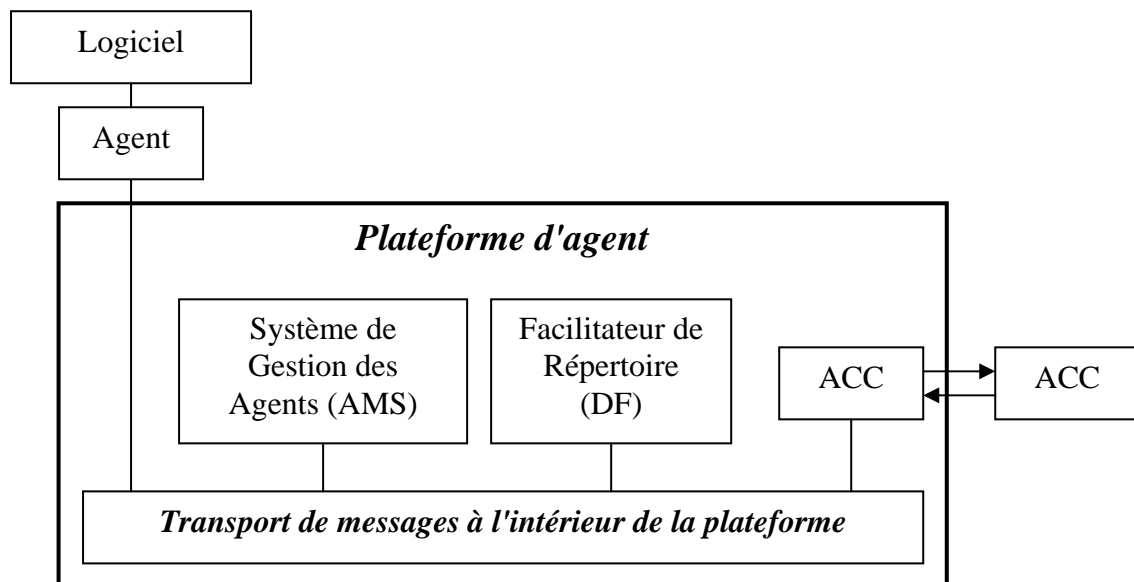 Logiciel
Agent
Plateforme d'agent
Système de
Gestion des
Agents (AMS)
Facilitateur de
Répertoire
(DF)
ACC
ACC
Transport de messages à l'intérieur de la plateforme